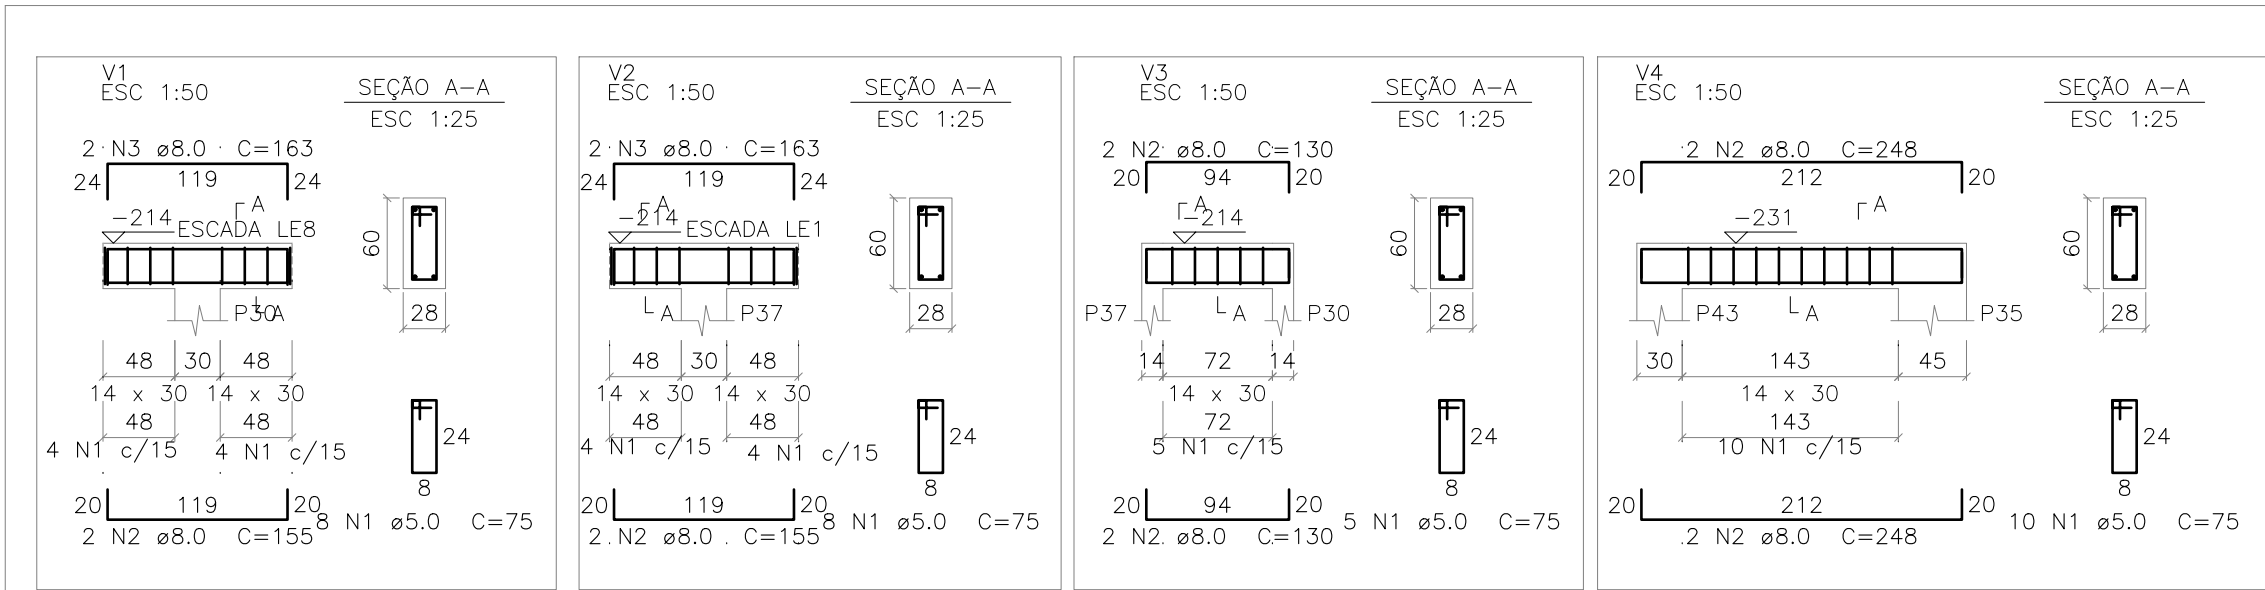 V1
ESC 1:50
SEÇÃO A-A
ESC 1:25
2 N3 ø8.0 C=163
24 119 24
A
-214
ESCADA LE8
60
P30
A
28
48 30 48
14 x 30 14 x 30
48 48
4 N1 c/15 4 N1 c/15
24
8
20 119 20
8 N1 ø5.0 C=75
2 N2 ø8.0 C=155
V2
ESC 1:50
SEÇÃO A-A
ESC 1:25
2 N3 ø8.0 C=163
24 119 24
A
-214
ESCADA LE1
60
A
P37
28
48 30 48
14 x 30 14 x 30
48 48
4 N1 c/15 4 N1 c/15
24
8
20 119 20
8 N1 ø5.0 C=75
2 N2 ø8.0 C=155
V3
ESC 1:50
SEÇÃO A-A
ESC 1:25
2 N2 ø8.0 C=130
20 94 20
A
-214
60
P37 A P30
28
14 72 14
14 x 30
72
5 N1 c/15
24
8
20 94 20
5 N1 ø5.0 C=75
2 N2 ø8.0 C=130
V4
ESC 1:50
SEÇÃO A-A
ESC 1:25
2 N2 ø8.0 C=248
20 212 20
A
-231
60
P43 A P35
28
30 143 45
14 x 30
143
10 N1 c/15
24
8
20 212 20
10 N1 ø5.0 C=75
2 N2 ø8.0 C=248